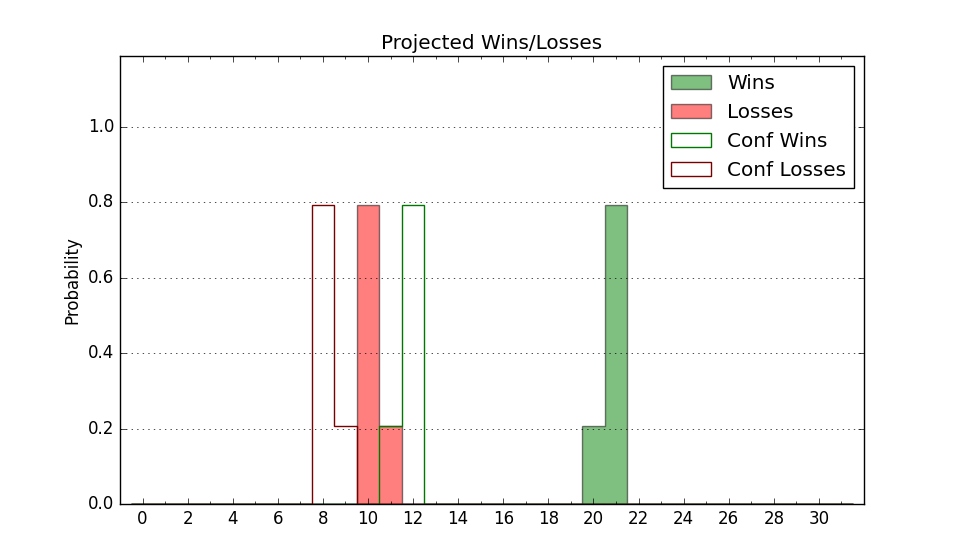 Projected Wins/Losses
Wins
Losses
Conf Wins
Conf Losses
Probability
1.0
0.8
0.6
0.4
0.2
0.0
0 2 4 6 8 10 12 14 16 18 20 22 24 26 28 30